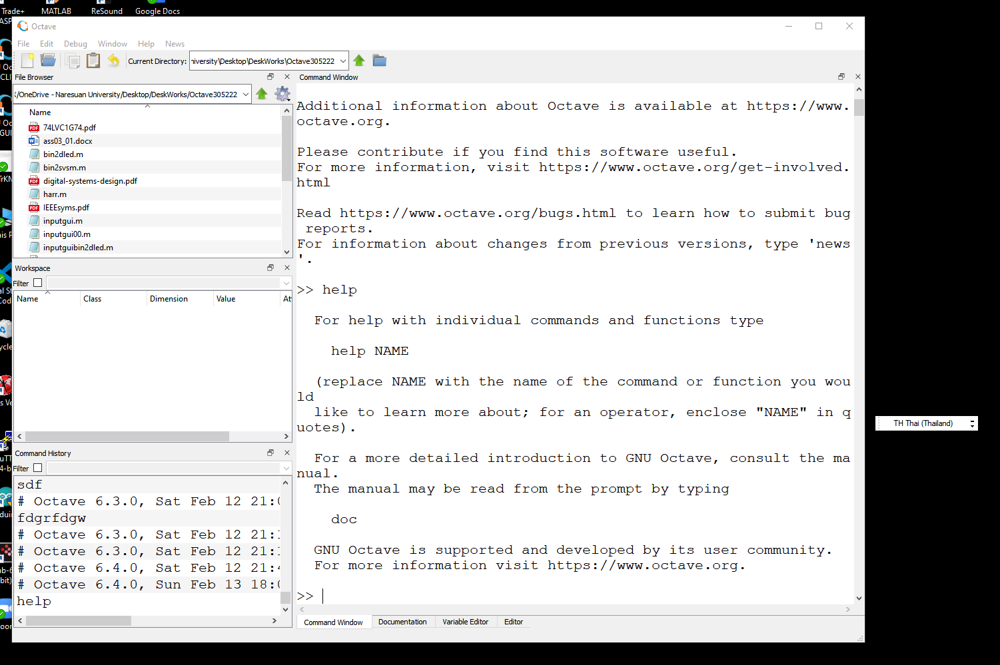 Trade+
MATLAB
ReSound
Google Docs
ASP
Octave
File Edit Debug Window Help News
Current Directory: niversity\Desktop\DeskWorks\Octave305222
File Browser
Command Window
/OneDrive - Naresuan University/Desktop/DeskWorks/Octave305222
Name
74LVC1G74.pdf
ass03_01.docx
bin2dled.m
bin2svsm.m
digital-systems-design.pdf
harr.m
IEEEsyms.pdf
inputgui.m
inputgui00.m
inputguibin2dled.m
Workspace
Filter
Name Class Dimension Value At
Command History
Filter
sdf
# Octave 6.3.0, Sat Feb 12 21:
fdgrfdgw
# Octave 6.3.0, Sat Feb 12 21:
# Octave 6.3.0, Sat Feb 12 21:
# Octave 6.4.0, Sat Feb 12 21:
# Octave 6.4.0, Sun Feb 13 18:
help
Additional information about Octave is available at https://www.
octave.org.
Please contribute if you find this software useful.
For more information, visit https://www.octave.org/get-involved.
html
Read https://www.octave.org/bugs.html to learn how to submit bug
reports.
For information about changes from previous versions, type 'news
'.
>> help
For help with individual commands and functions type
help NAME
(replace NAME with the name of the command or function you wou
ld
like to learn more about; for an operator, enclose "NAME" in q
uotes).
For a more detailed introduction to GNU Octave, consult the ma
nual.
The manual may be read from the prompt by typing
doc
GNU Octave is supported and developed by its user community.
For more information visit https://www.octave.org.
>>
Command Window Documentation Variable Editor Editor
TH Thai (Thailand)